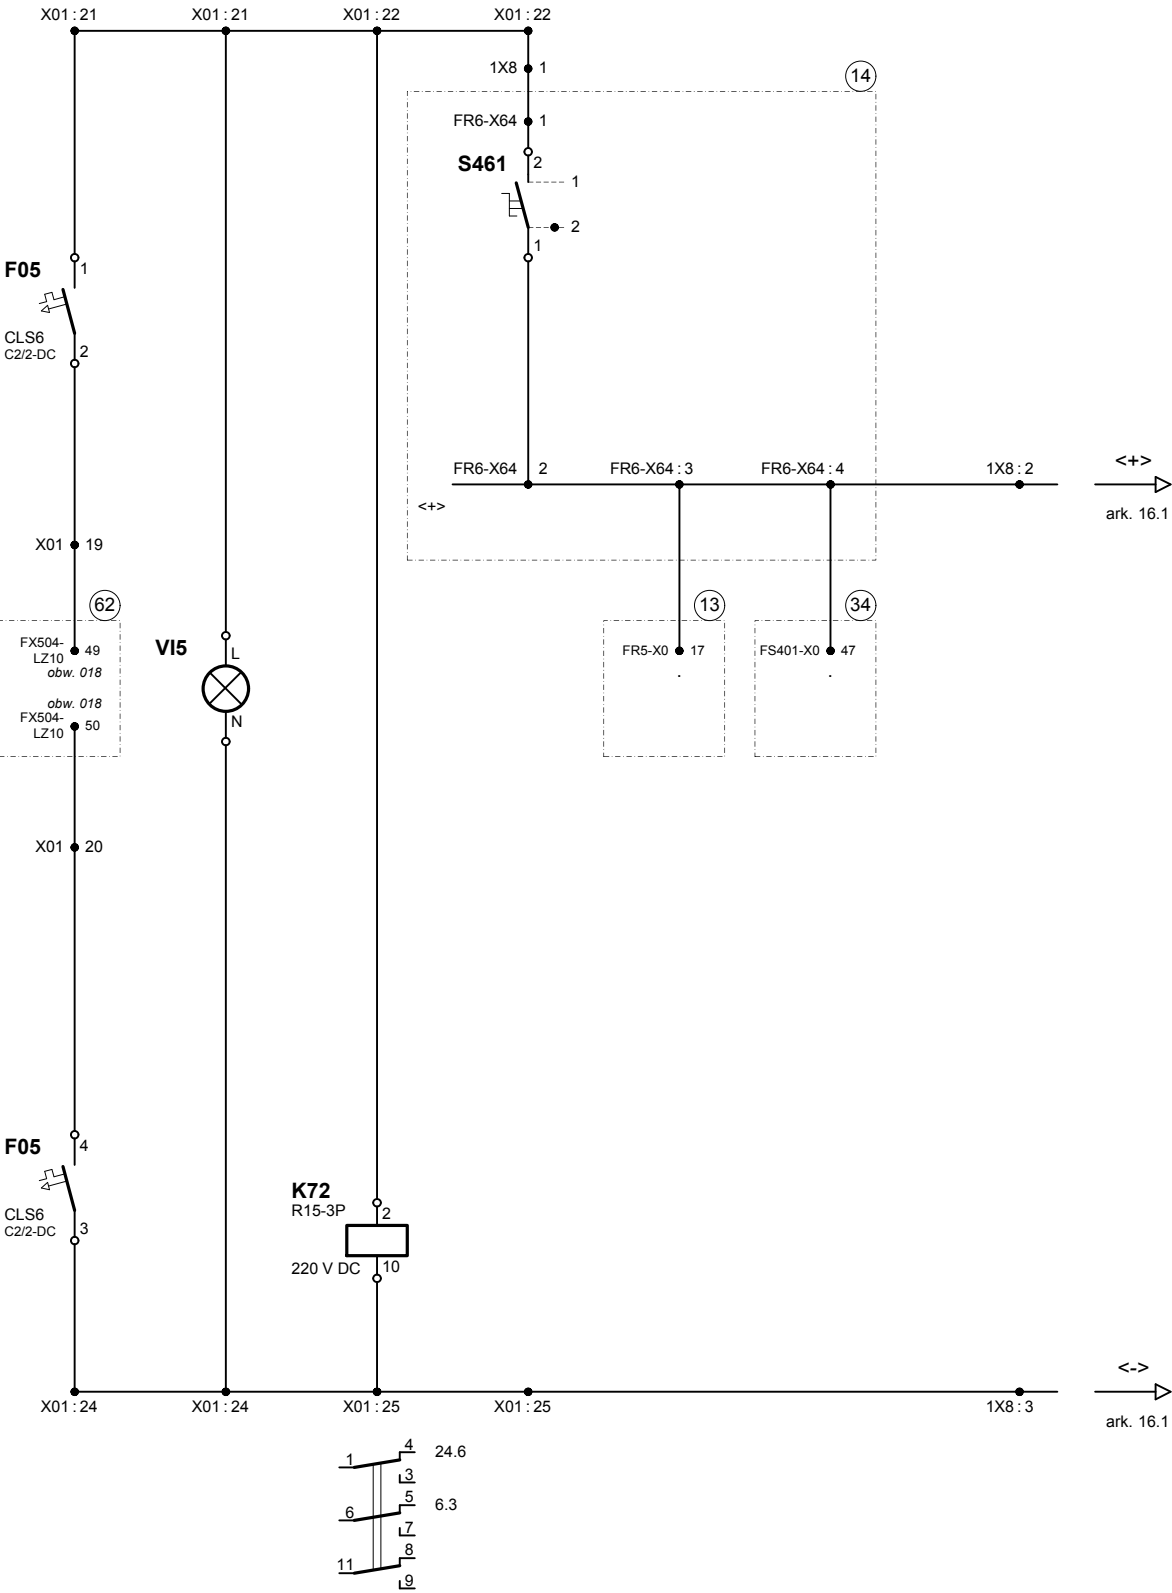 X01 : 21 X01 : 21 X01 : 22 X01 : 22
1X8 1
14
FR6-X64 1
S461 2
1
2
1
F05 1
CLS6
C2/2-DC 2
FR6-X64 2 FR6-X64 : 3 FR6-X64 : 4 1X8 : 2 <+>
<+> ark. 16.1
X01 19
62 13 34
FX504-
LZ10 49
obw. 018
obw. 018
FX504-
LZ10 50
VI5 L
N
FR5-X0 17 FS401-X0 47
. .
X01 20
F05 4
CLS6
C2/2-DC 3
K72
R15-3P 2
220 V DC 10
<->
X01 : 24 X01 : 24 X01 : 25 X01 : 25 1X8 : 3 ark. 16.1
1 4 24.6
3
6 5 6.3
7
11 8
9